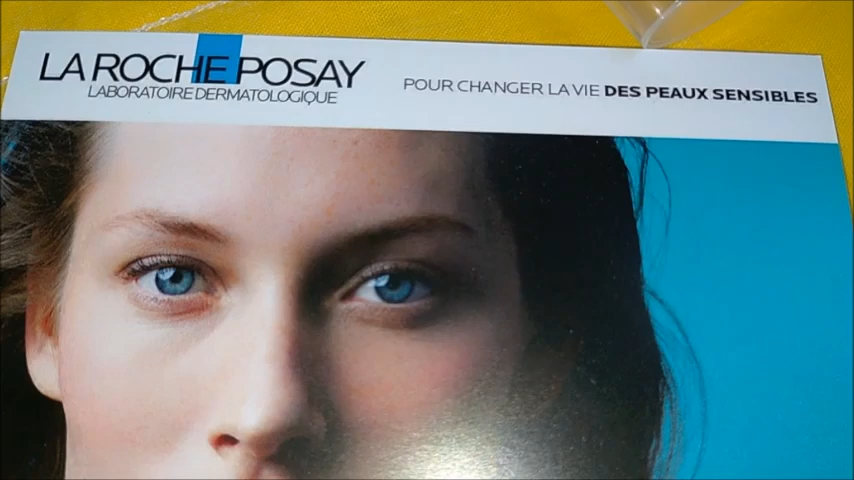 LA ROCHE POSAY
LABORATOIRE DERMATOLOGIQUE
POUR CHANGER LA VIE DES PEAUX SENSIBLES